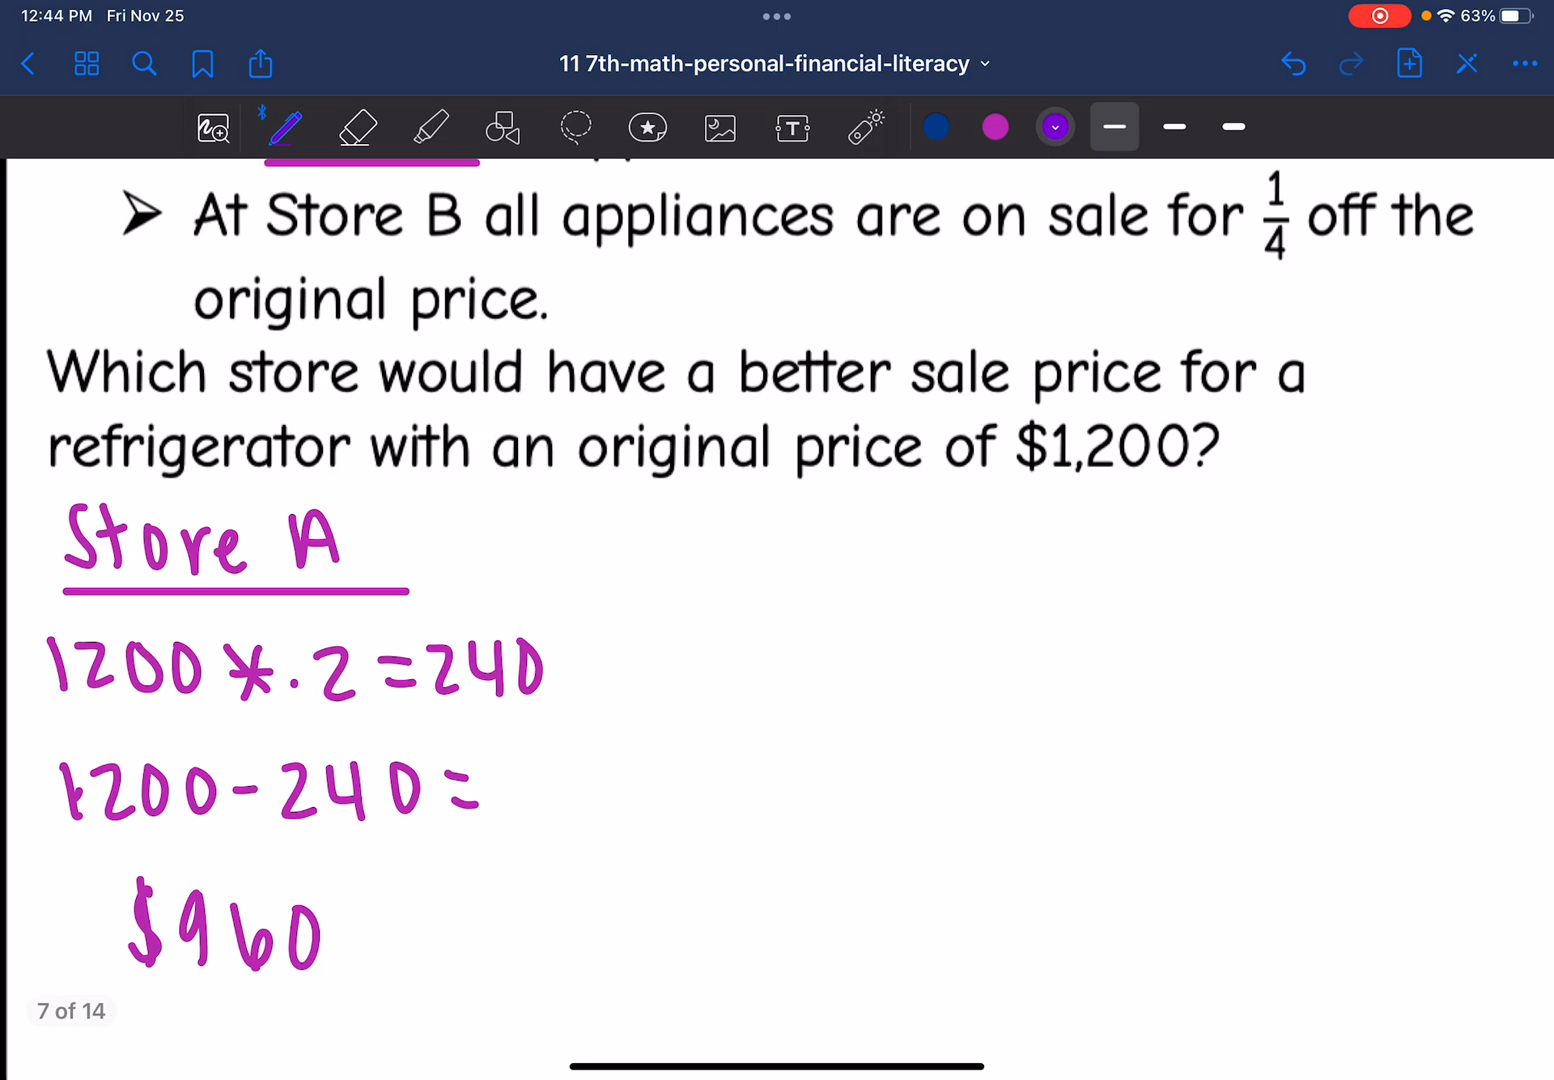 12:44 PM Fri Nov 25
63%
11 7th-math-personal-financial-literacy
T
➢ At Store B all appliances are on sale for 1/4 off the
original price.
Which store would have a better sale price for a
refrigerator with an original price of $1,200?
Store A
1200 * .2 = 240
1200 - 240 =
$960
7 of 14